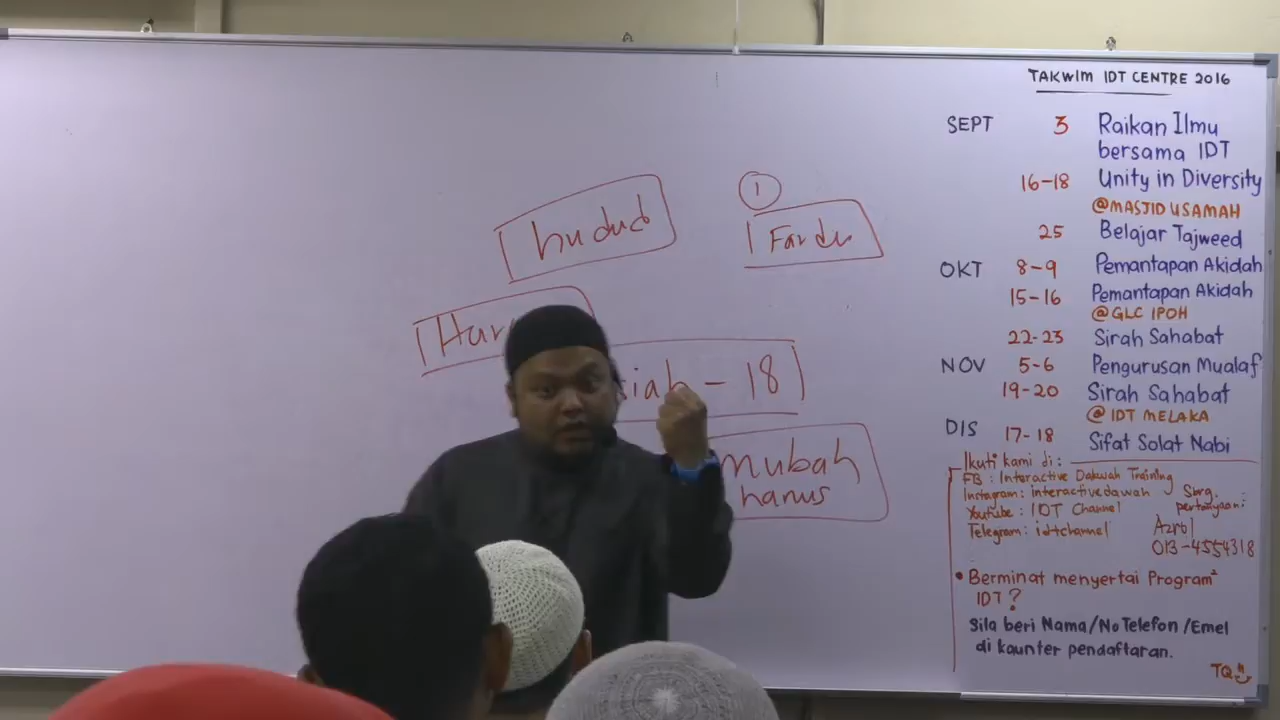 hudud
1
Fardu
– 18
mubah
harus
TAKWIM IDT CENTRE 2016
SEPT 3 Raikan Ilmu
bersama IDT
16-18 Unity in Diversity
@MASJID USAMAH
25 Belajar Tajweed
OKT 8-9 Pemantapan Akidah
15-16 Pemantapan Akidah
@GLC IPOH
22-23 Sirah Sahabat
NOV 5-6 Pengurusan Mualaf
19-20 Sirah Sahabat
@ IDT MELAKA
DIS 17-18 Sifat Solat Nabi
Ikuti kami di:
FB : Interactive Dakwah Training
Instagram: interactivedawah
Youtube: IDT Channel
Telegram: idtchannel
Sbrg.
pertanyaan:
Azrol
013-4554318
• Berminat menyertai Program²
IDT?
Sila beri Nama/No Telefon/Emel
di kaunter pendaftaran.
TQ